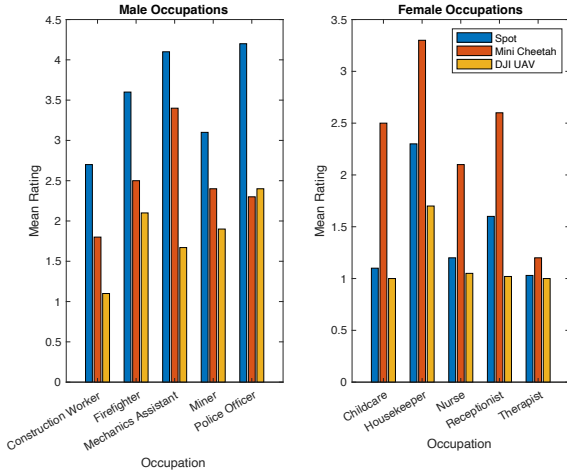 Male Occupations
4.5
4
3.5
3
2.5
2
1.5
1
0.5
0
Mean Rating
Construction Worker
Firefighter
Mechanics Assistant
Miner
Police Officer
Occupation
Female Occupations
Spot
Mini Cheetah
DJI UAV
3.5
3
2.5
2
1.5
1
0.5
0
Mean Rating
Childcare
Housekeeper
Nurse
Receptionist
Therapist
Occupation